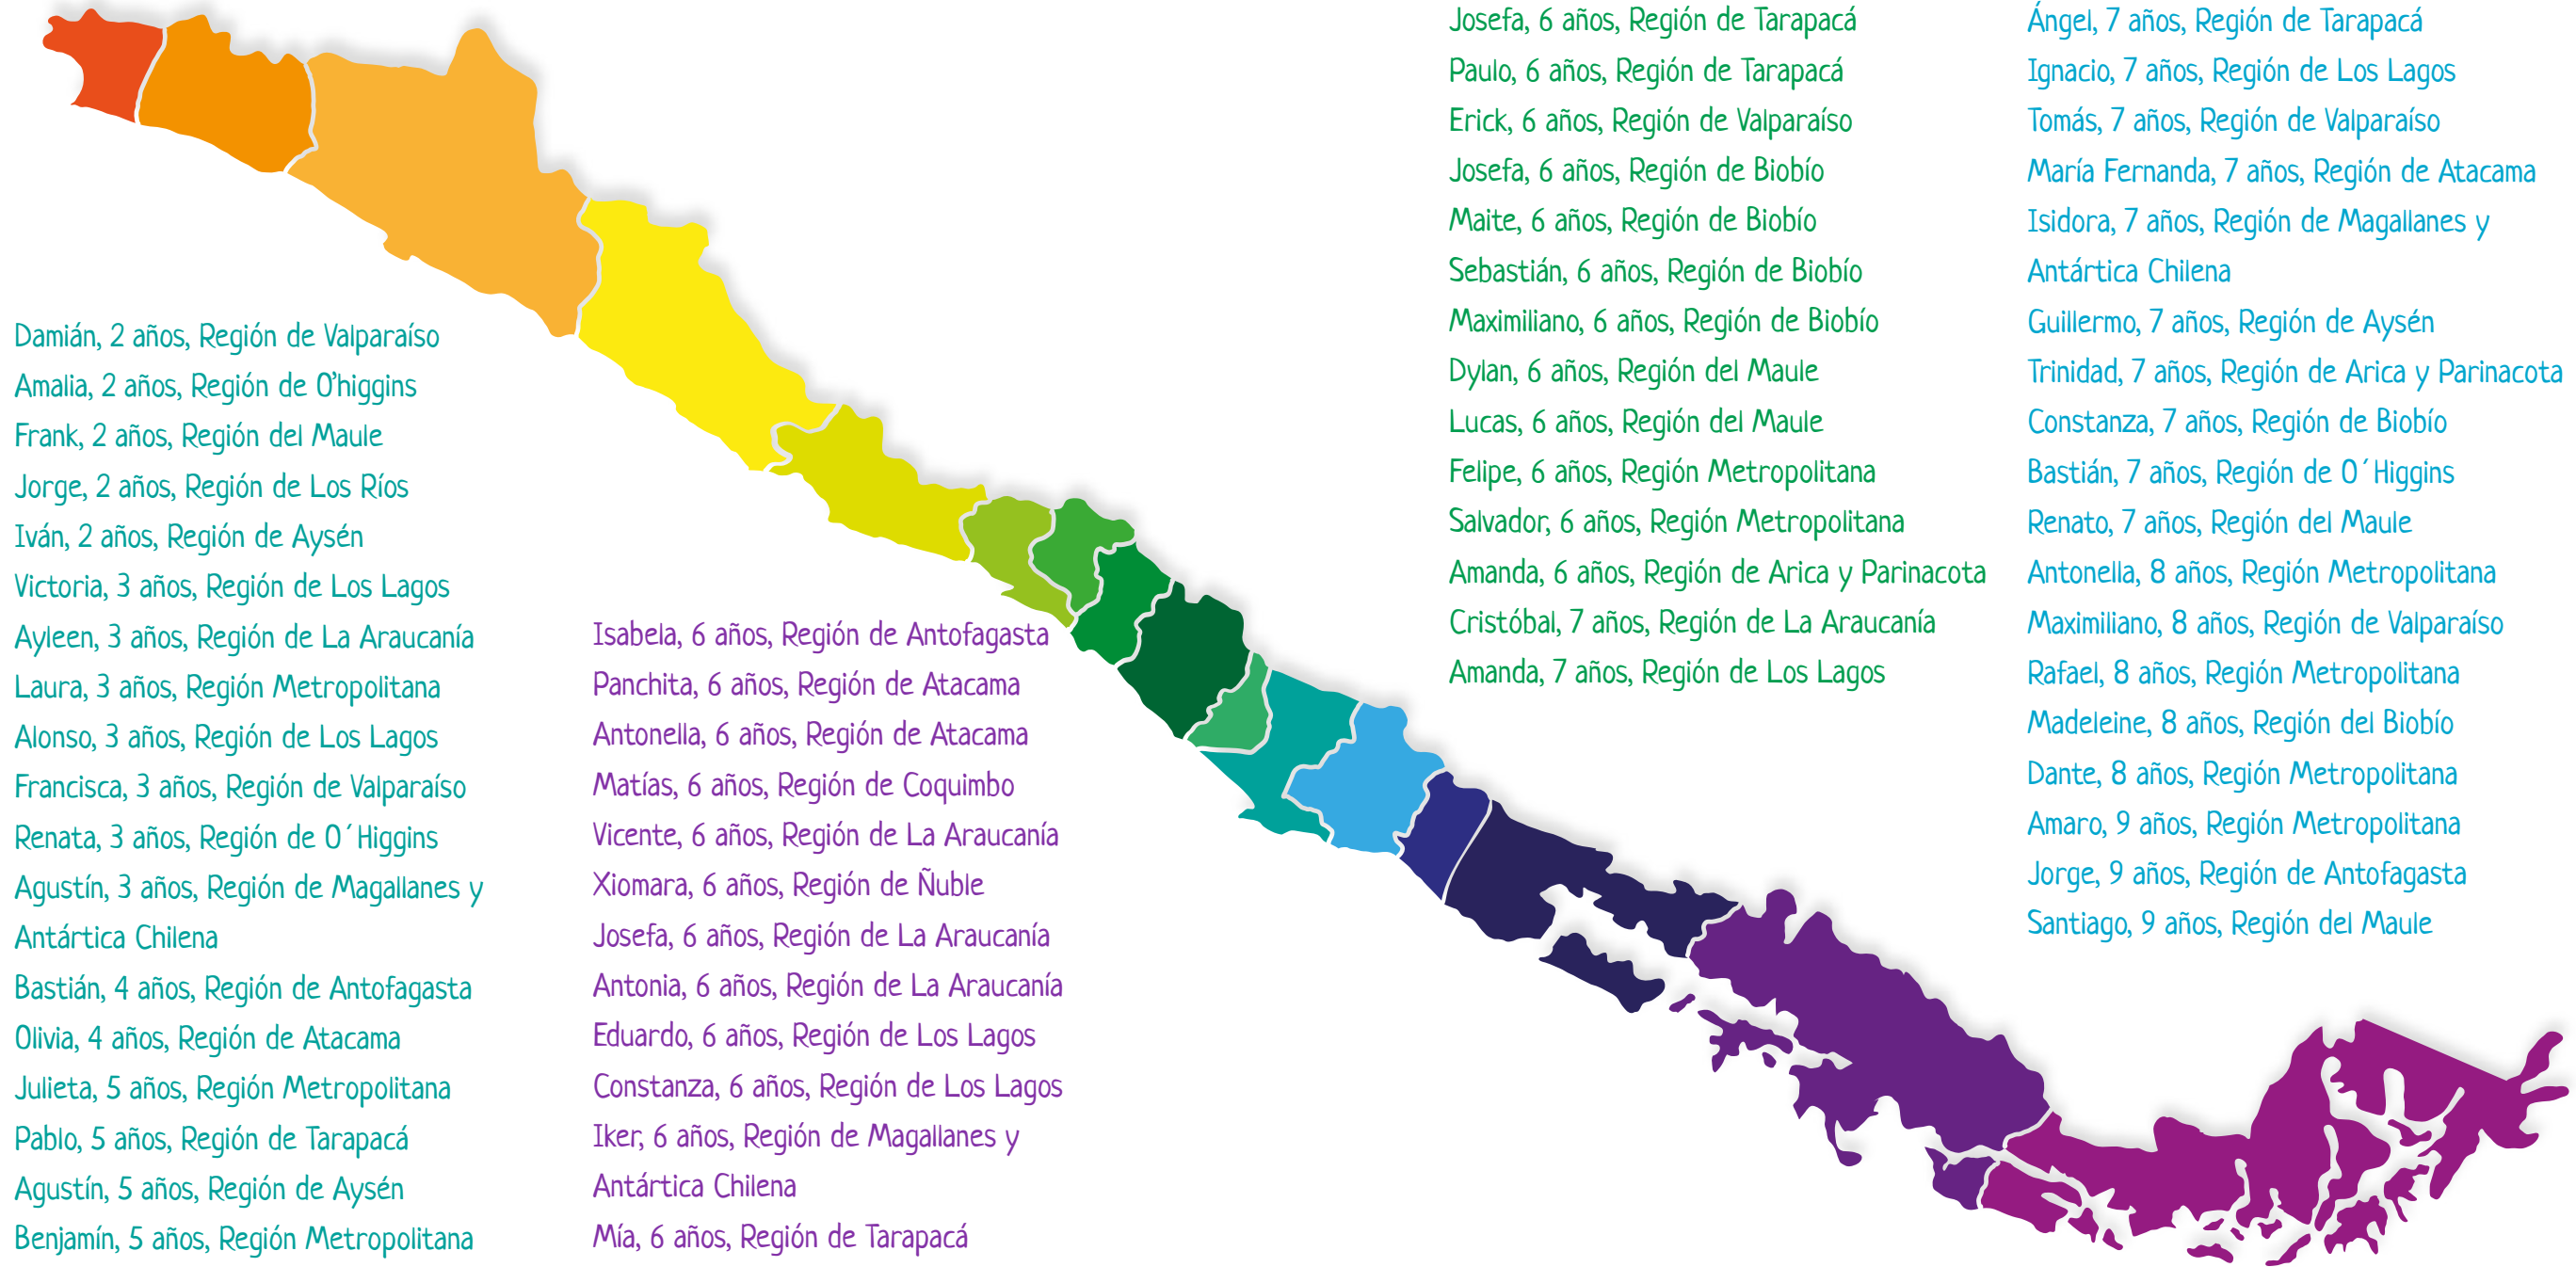 Damián, 2 años, Región de Valparaíso
Amalia, 2 años, Región de O'higgins
Frank, 2 años, Región del Maule
Jorge, 2 años, Región de Los Ríos
Iván, 2 años, Región de Aysén
Victoria, 3 años, Región de Los Lagos
Ayleen, 3 años, Región de La Araucanía
Laura, 3 años, Región Metropolitana
Alonso, 3 años, Región de Los Lagos
Francisca, 3 años, Región de Valparaíso
Renata, 3 años, Región de O´Higgins
Agustín, 3 años, Región de Magallanes y
Antártica Chilena
Bastián, 4 años, Región de Antofagasta
Olivia, 4 años, Región de Atacama
Julieta, 5 años, Región Metropolitana
Pablo, 5 años, Región de Tarapacá
Agustín, 5 años, Región de Aysén
Benjamín, 5 años, Región Metropolitana
Isabela, 6 años, Región de Antofagasta
Panchita, 6 años, Región de Atacama
Antonella, 6 años, Región de Atacama
Matías, 6 años, Región de Coquimbo
Vicente, 6 años, Región de La Araucanía
Xiomara, 6 años, Región de Ñuble
Josefa, 6 años, Región de La Araucanía
Antonia, 6 años, Región de La Araucanía
Eduardo, 6 años, Región de Los Lagos
Constanza, 6 años, Región de Los Lagos
Iker, 6 años, Región de Magallanes y
Antártica Chilena
Mía, 6 años, Región de Tarapacá
Josefa, 6 años, Región de Tarapacá
Paulo, 6 años, Región de Tarapacá
Erick, 6 años, Región de Valparaíso
Josefa, 6 años, Región de Biobío
Maite, 6 años, Región de Biobío
Sebastián, 6 años, Región de Biobío
Maximiliano, 6 años, Región de Biobío
Dylan, 6 años, Región del Maule
Lucas, 6 años, Región del Maule
Felipe, 6 años, Región Metropolitana
Salvador, 6 años, Región Metropolitana
Amanda, 6 años, Región de Arica y Parinacota
Cristóbal, 7 años, Región de La Araucanía
Amanda, 7 años, Región de Los Lagos
Ángel, 7 años, Región de Tarapacá
Ignacio, 7 años, Región de Los Lagos
Tomás, 7 años, Región de Valparaíso
María Fernanda, 7 años, Región de Atacama
Isidora, 7 años, Región de Magallanes y
Antártica Chilena
Guillermo, 7 años, Región de Aysén
Trinidad, 7 años, Región de Arica y Parinacota
Constanza, 7 años, Región de Biobío
Bastián, 7 años, Región de O´Higgins
Renato, 7 años, Región del Maule
Antonella, 8 años, Región Metropolitana
Maximiliano, 8 años, Región de Valparaíso
Rafael, 8 años, Región Metropolitana
Madeleine, 8 años, Región del Biobío
Dante, 8 años, Región Metropolitana
Amaro, 9 años, Región Metropolitana
Jorge, 9 años, Región de Antofagasta
Santiago, 9 años, Región del Maule